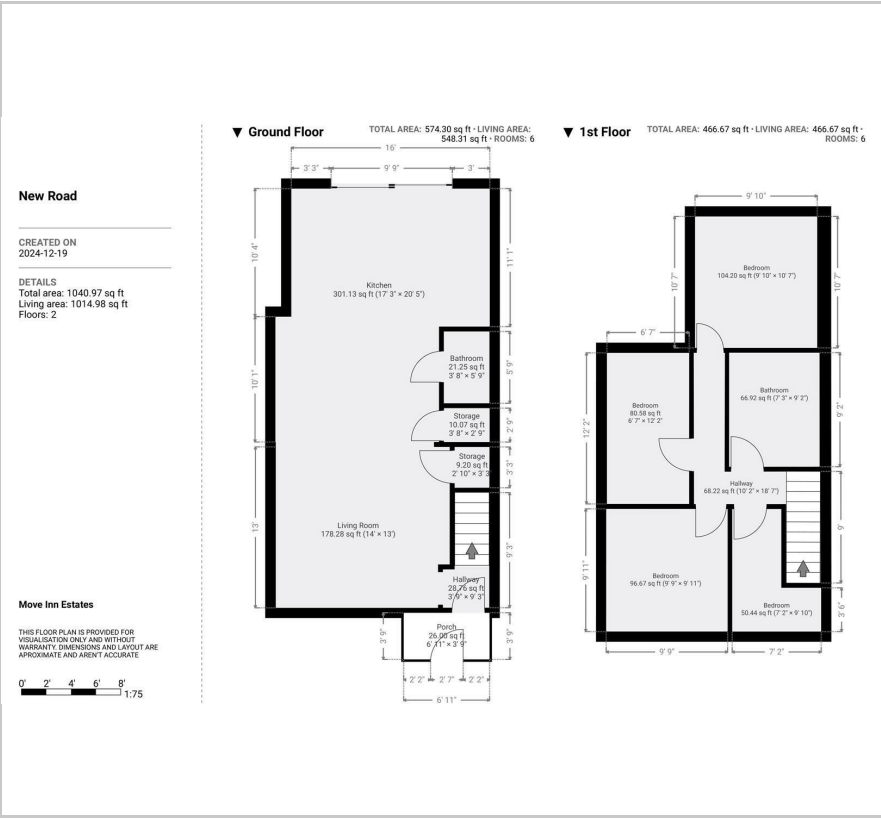 New Road
CREATED ON
2024-12-19
DETAILS
Total area: 1040.97 sq ft
Living area: 1014.98 sq ft
Floors: 2
Move Inn Estates
THIS FLOOR PLAN IS PROVIDED FOR
VISUALISATION ONLY AND WITHOUT
WARRANTY. DIMENSIONS AND LAYOUT ARE
APROXIMATE AND AREN'T ACCURATE
0' 2' 4' 6' 8'
1:75
▼ Ground Floor
TOTAL AREA: 574.30 sq ft • LIVING AREA:
548.31 sq ft • ROOMS: 6
16'
3' 3" 9' 9" 3'
10' 4"
11' 1"
Kitchen
301.13 sq ft (17' 3" × 20' 5")
10' 1"
Bathroom
21.25 sq ft
3' 8" × 5' 9"
5' 9"
Storage
10.07 sq ft
3' 8" × 2' 9"
2' 9"
Storage
9.20 sq ft
2' 10" × 3' 3"
3' 3"
13'
Living Room
178.28 sq ft (14' × 13')
9' 3"
Hallway
28.76 sq ft
3' 9" × 9' 3"
Porch
26.00 sq ft
6' 11" × 3' 9"
3' 9"
3' 9"
2' 2" 2' 7" 2' 2"
6' 11"
▼ 1st Floor
TOTAL AREA: 466.67 sq ft • LIVING AREA: 466.67 sq ft •
ROOMS: 6
9' 10"
10' 7"
10' 7"
Bedroom
104.20 sq ft (9' 10" × 10' 7")
6' 7"
12' 2"
Bedroom
80.58 sq ft
6' 7" × 12' 2"
Bathroom
66.92 sq ft (7' 3" × 9' 2")
9' 2"
Hallway
68.22 sq ft (10' 2" × 18' 7")
9'
9' 11"
Bedroom
96.67 sq ft (9' 9" × 9' 11")
Bedroom
50.44 sq ft (7' 2" × 9' 10")
3' 6"
9' 9"
7' 2"